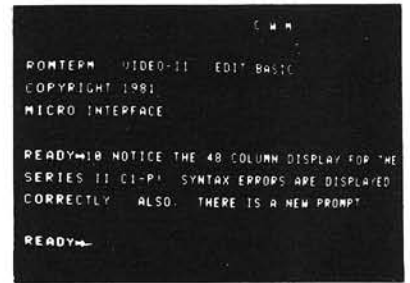 C W M
ROMTERM VIDEO-II EDIT BASIC
COPYRIGHT 1981
MICRO INTERFACE
READY→10 NOTICE THE 48 COLUMN DISPLAY FOR THE
SERIES II C1-P! SYNTAX ERRORS ARE DISPLAYED
CORRECTLY ALSO. THERE IS A NEW PROMPT
READY→_